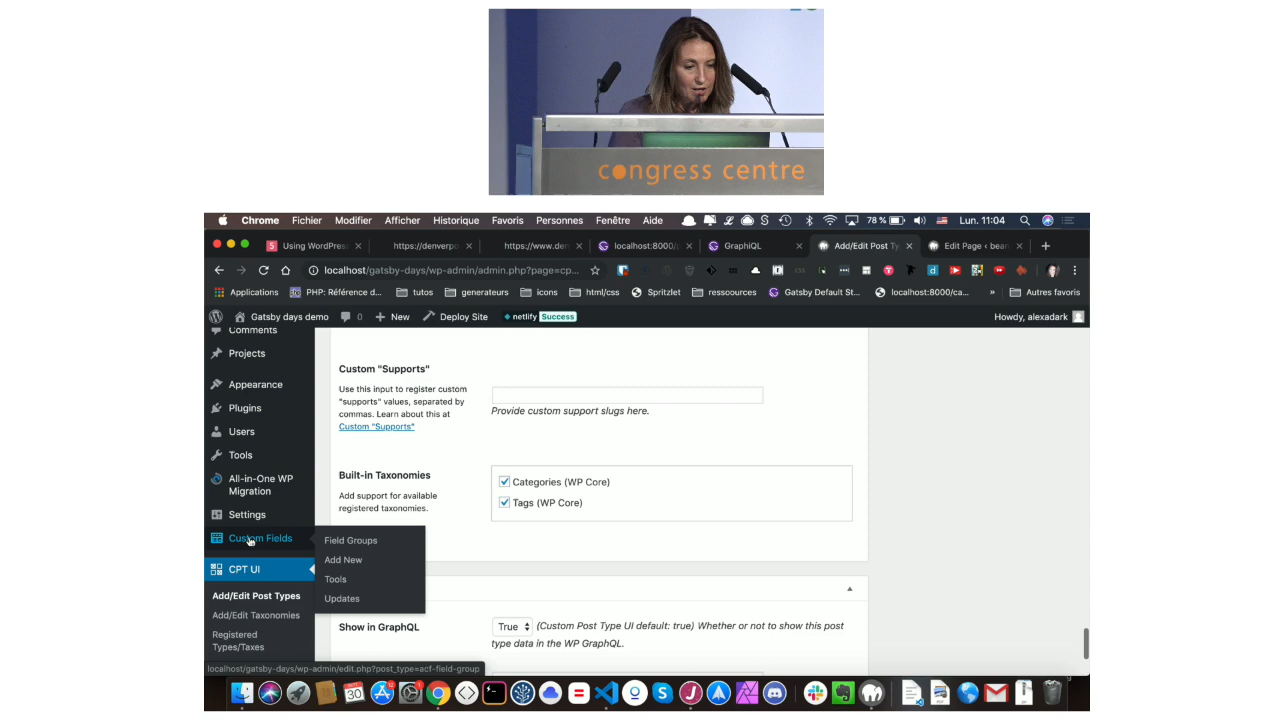 congress centre
Chrome Fichier Modifier Afficher Historique Favoris Personnes Fenêtre Aide 78 % Lun. 11:04
Using WordPress https://denverpo https://www.den localhost:8000/ GraphiQL Add/Edit Post Ty Edit Page ‹ bear
localhost/gatsby-days/wp-admin/admin.php?page=cp...
Applications PHP: Référence d... tutos generateurs icons html/css Spritzlet ressoources Gatsby Default St... localhost:8000/ca... » Autres favoris
Gatsby days demo 0 New Deploy Site netlify Success Howdy, alexadark
Comments
Projects
Appearance
Plugins
Users
Tools
All-in-One WP
Migration
Settings
Custom Fields
CPT UI
Add/Edit Post Types
Add/Edit Taxonomies
Registered
Types/Taxes
Field Groups
Add New
Tools
Updates
Custom "Supports"
Use this input to register custom
"supports" values, separated by
commas. Learn about this at
Custom "Supports"
Provide custom support slugs here.
Built-in Taxonomies
Add support for available
registered taxonomies.
Categories (WP Core)
Tags (WP Core)
Show in GraphQL
True (Custom Post Type UI default: true) Whether or not to show this post
type data in the WP GraphQL.
localhost/gatsby-days/wp-admin/edit.php?post_type=acf-field-group
30